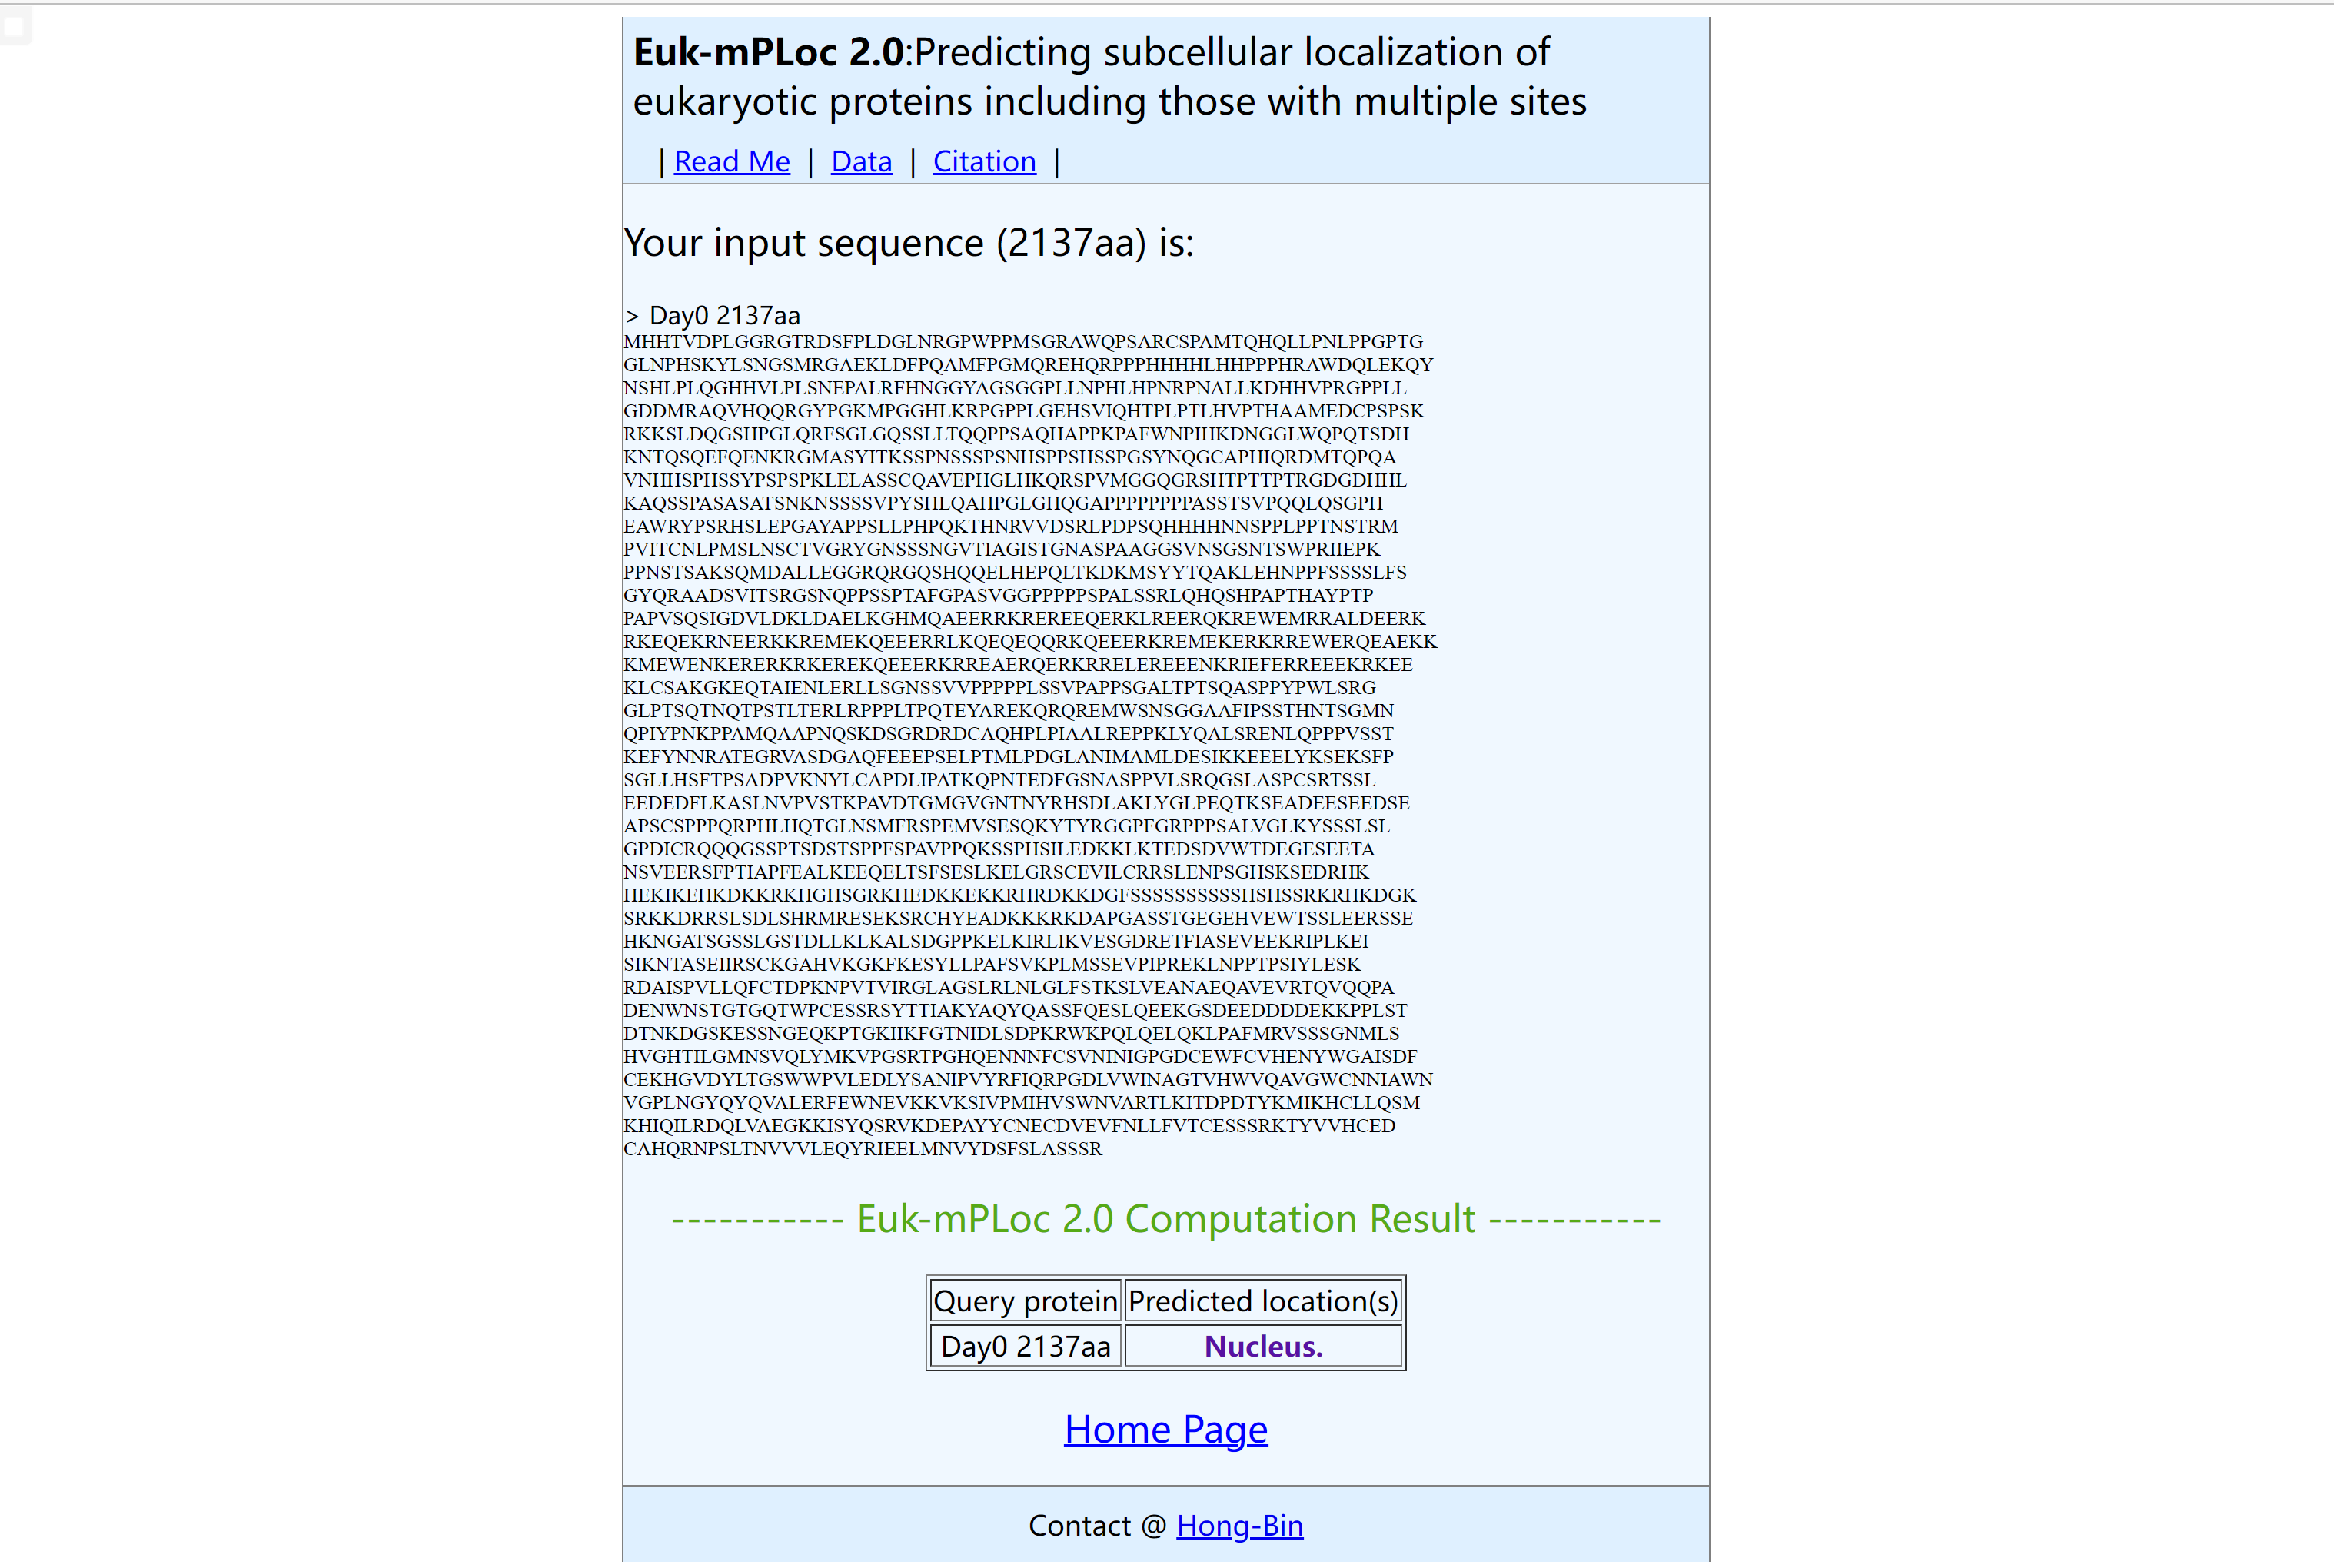 Euk-mPLoc 2.0:Predicting subcellular localization of
eukaryotic proteins including those with multiple sites
| Read Me | Data | Citation |
Your input sequence (2137aa) is:
> Day0 2137aa
MHHTVDPLGGRGTRDSFPLDGLNRGPWPPMSGRAWQPSARCSPAMTQHQLLPNLPPGPTG
GLNPHSKYLSNGSMRGAEKLDFPQAMFPGMQREHQRPPPHHHHLHHPPPHRAWDQLEKQY
NSHLPLQGHHVLPLSNEPALRFHNGGYAGSGGPLLNPHLHPNRPNALLKDHHVPRGPPLL
GDDMRAQVHQQRGYPGKMPGGHLKRPGPPLGEHSVIQHTPLPTLHVPTHAAMEDCPSPSK
RKKSLDQGSHPGLQRFSGLGQSSLLTQQPPSAQHAPPKPAFWNPIHKDNGGLWQPQTSDH
KNTQSQEFQENKRGMASYITKSSPNSSSPSNHSPPSHSSPGSYNQGCAPHIQRDMTQPQA
VNHHSPHSSYPSPSPKLELASSCQAVEPHGLHKQRSPVMGGQGRSHTPTTPTRGDGDHHL
KAQSSPASASATSNKNSSSSVPYSHLQAHPGLGHQGAPPPPPPPASSTSVPQQLQSGPH
EAWRYPSRHSLEPGAYAPPSLLPHPQKTHNRVVDSRLPDPSQHHHHNNSPPLPPTNSTRM
PVITCNLPMSLNSCTVGRYGNSSSNGVTIAGISTGNASPAAGGSVNSGSNTSWPRIIEPK
PPNSTSAKSQMDALLEGGRQRGQSHQQELHEPQLTKDKMSYYTQAKLEHNPPFSSSSLFS
GYQRAADSVITSRGSNQPPSSPTAFGPASVGGPPPPPSPALSSRLQHQSHPAPTHAYPTP
PAPVSQSIGDVLDKLDAELKGHMQAEERRKREREEQERKLREERQKREWEMRRALDEERK
RKEQEKRNEERKKREMEKQEEERRLKQEQEQQRKQEEERKREMEKERKRREWERQEAEKK
KMEWENKERERKRKEREKQEEERKRREAERQERKRRELEREEENKRIEFERREEEKRKEE
KLCSAKGKEQTAIENLERLLSGNSSVVPPPPPLSSVPAPPSGALTPTSQASPPYPWLSRG
GLPTSQTNQTPSTLTERLRPPPLTPQTEYAREKQRQREMWSNSGGAAFIPSSTHNTSGMN
QPIYPNKPPAMQAAPNQSKDSGRDRDCAQHPLPIAALREPPKLYQALSRENLQPPPVSST
KEFYNNRATEGRVASDGAQFEEEPSELPTMLPDGLANIMAMLDESIKKEEELYKSEKSFP
SGLLHSFTPSADPVKNYLCAPDLIPATKQPNTEDFGSNASPPVLSRQGSLASPCSRTSSL
EEDEDFLKASLNVPVSTKPAVDTGMGVGNTNYRHSDLAKLYGLPEQTKSEADEESEEDSE
APSCSPPPQRPHLHQTGLNSMFRSPEMVSESQKYTYRGGPFGRPPPSALVGLKYSSSLSL
GPDICRQQQGSSPTSDSTSPPFSPAVPPQKSSPHSILEDKKLKTEDSDVWTDEGESEETA
NSVEERSFPTIAPFEALKEEQELTSFSESLKELGRSCEVILCRRSLENPSGHSKSEDRHK
HEKIKEHKDKKRKHGHSGRKHEDKKEKKRHRDKKDGFSSSSSSSSSSHSHSSRKRHKDGK
SRKKDRRSLSDLSHRMRESEKSRCHYEADKKKRKDAPGASSTGEGEHVEWTSSLEERSSE
HKNGATSGSSLGSTDLLKLKALSDGPPKELKIRLIKVESGDRETFIASEVEEKRIPLKEI
SIKNTASEIIRSCKGAHVKGKFKESYLLPAFSVKPLMSSEVPIPREKLNPPTPSIYLESK
RDAISPVLLQFCTDPKNPVTVIRGLAGSLRLNLGLFSTKSLVEANAEQAVEVRTQVQQPA
DENWNSTGTGQTWPCESSRSYTTIAKYAQYQASSFQESLQEEKGSDEEDDDDEKKPPLST
DTNKDGSKESSNGEQKPTGKIIKFGTNIDLSDPKRWKPQLQELQKLPAFMRVSSSGNMLS
HVGHTILGMNSVQLYMKVPGSRTPGHQENNNFCSVNINIGPGDCEWFCVHENYWGAISDF
CEKHGVDYLTGSWWPVLEDLYSANIPVYRFIQRPGDLVWINAGTVHWVQAVGWCNNIAWN
VGPLNGYQYQVALERFEWNEVKKVKSIVPMIHVSWNVARTLKITDPDTYKMIKHCLLQSM
KHIQILRDQLVAEGKKISYQSRVKDEPAYYCNECDVEVFNLLFVTCESSSRKTYVVHCED
CAHQRNPSLTNVVVLEQYRIEELMNVYDSFSLASSSR
----------- Euk-mPLoc 2.0 Computation Result -----------
Query protein Predicted location(s)
Day0 2137aa Nucleus.
Home Page
Contact @ Hong-Bin